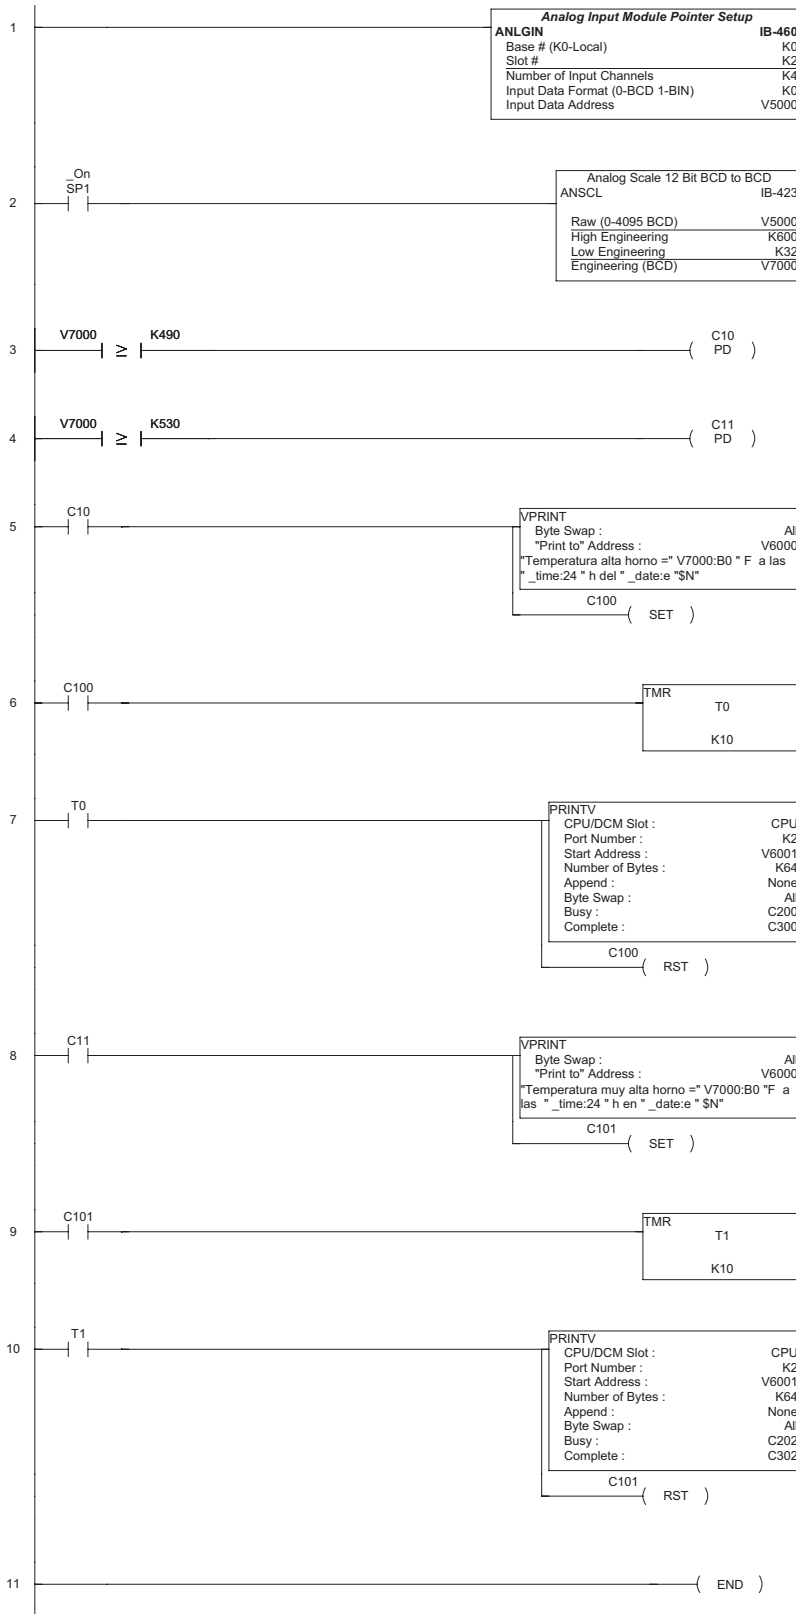 1
Analog Input Module Pointer Setup
ANLGIN IB-460
Base # (K0-Local) K0
Slot # K2
Number of Input Channels K4
Input Data Format (0-BCD 1-BIN) K0
Input Data Address V5000
2
_On
SP1
Analog Scale 12 Bit BCD to BCD
ANSCL IB-423
Raw (0-4095 BCD) V5000
High Engineering K600
Low Engineering K32
Engineering (BCD) V7000
3
V7000 ≥ K490
C10
PD
4
V7000 ≥ K530
C11
PD
5
C10
VPRINT
Byte Swap : All
"Print to" Address : V6000
"Temperatura alta horno =" V7000:B0 " F a las
" _time:24 " h del " _date:e "$N"
C100
SET
6
C100
TMR
T0
K10
7
T0
PRINTV
CPU/DCM Slot : CPU
Port Number : K2
Start Address : V6001
Number of Bytes : K64
Append : None
Byte Swap : All
Busy : C200
Complete : C300
C100
RST
8
C11
VPRINT
Byte Swap : All
"Print to" Address : V6000
"Temperatura muy alta horno =" V7000:B0 "F a
las " _time:24 " h en " _date:e " $N"
C101
SET
9
C101
TMR
T1
K10
10
T1
PRINTV
CPU/DCM Slot : CPU
Port Number : K2
Start Address : V6001
Number of Bytes : K64
Append : None
Byte Swap : All
Busy : C202
Complete : C302
C101
RST
11
END